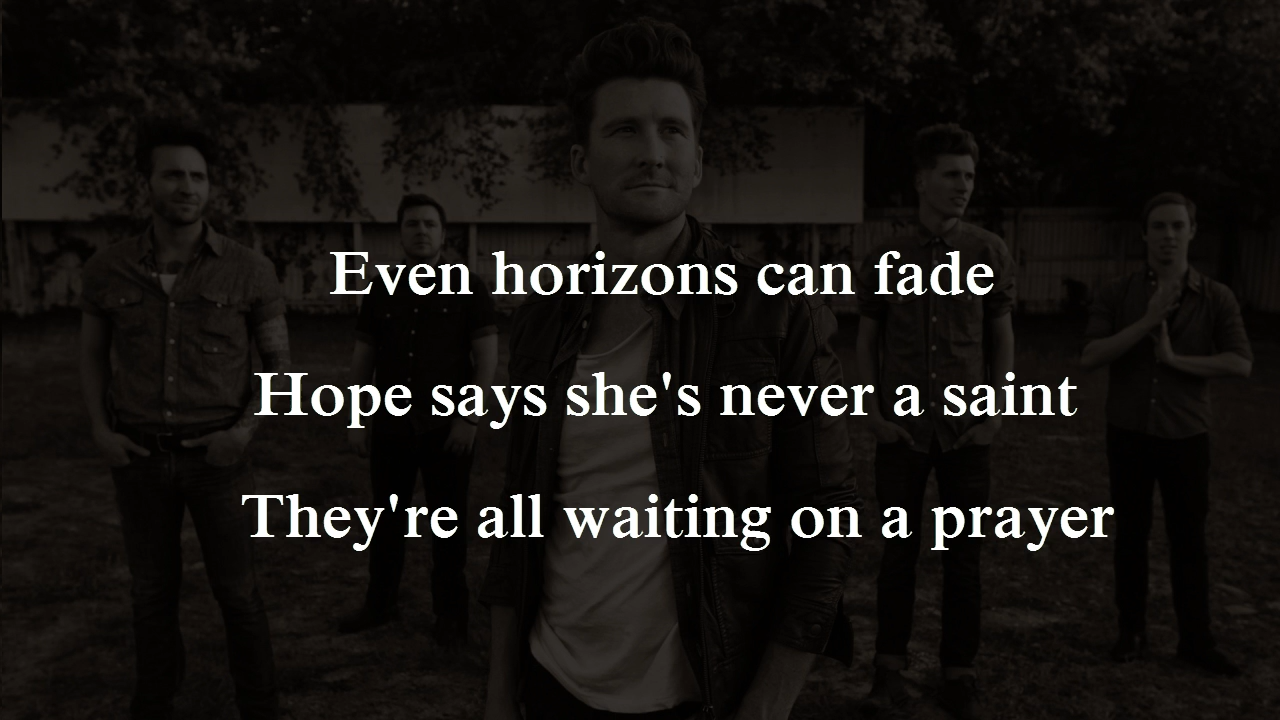 Even horizons can fade
Hope says she's never a saint
They're all waiting on a prayer